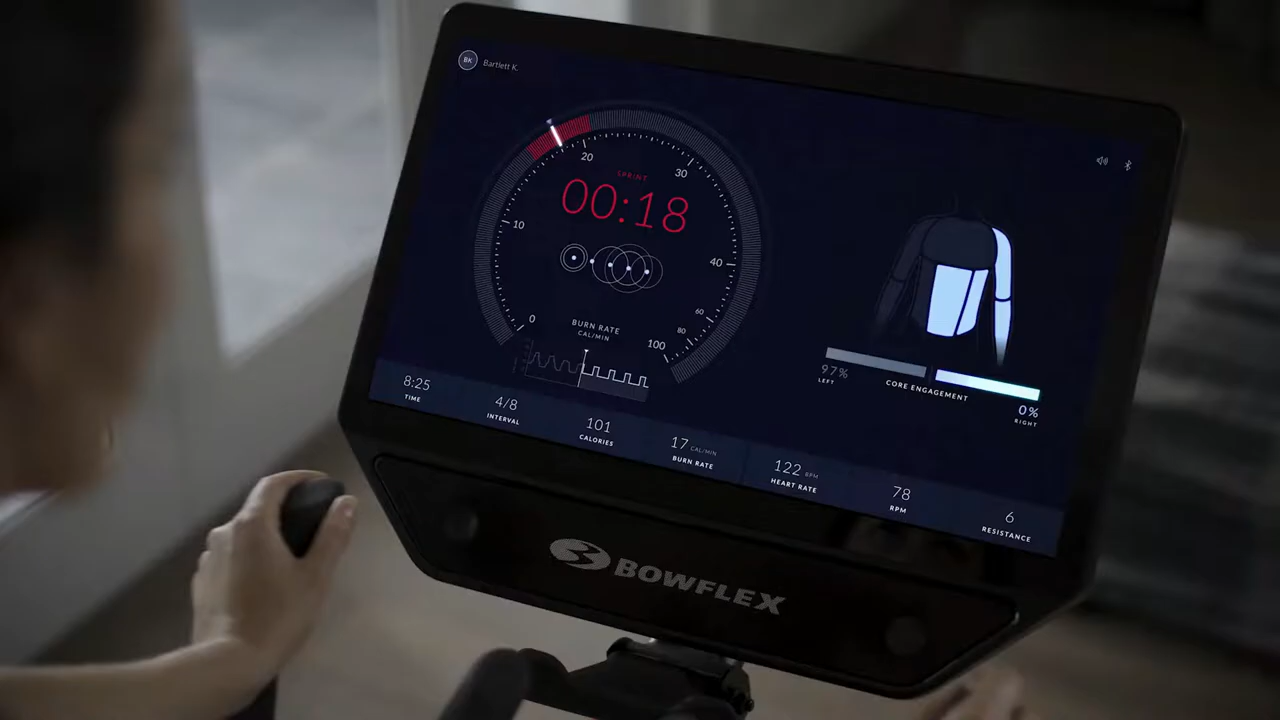 BK
Bartlett K.
SPRINT
00:18
0
10
20
30
40
60
80
100
BURN RATE
CAL/MIN
97%
LEFT
CORE ENGAGEMENT
0%
RIGHT
8:25
TIME
4/8
INTERVAL
101
CALORIES
17 CAL/MIN
BURN RATE
122 RPM
HEART RATE
78
RPM
6
RESISTANCE
BOWFLEX